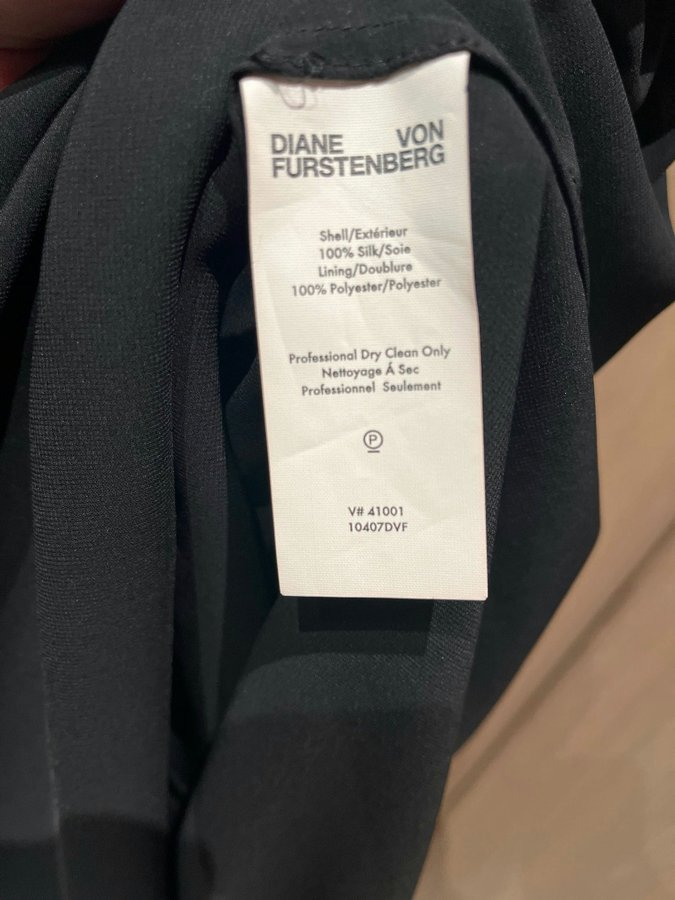 DIANE VON
FURSTENBERG
Shell/Extérieur
100% Silk/Soie
Lining/Doublure
100% Polyester/Polyester
Professional Dry Clean Only
Nettoyage Á Sec
Professionnel Seulement
P
V# 41001
10407DVF